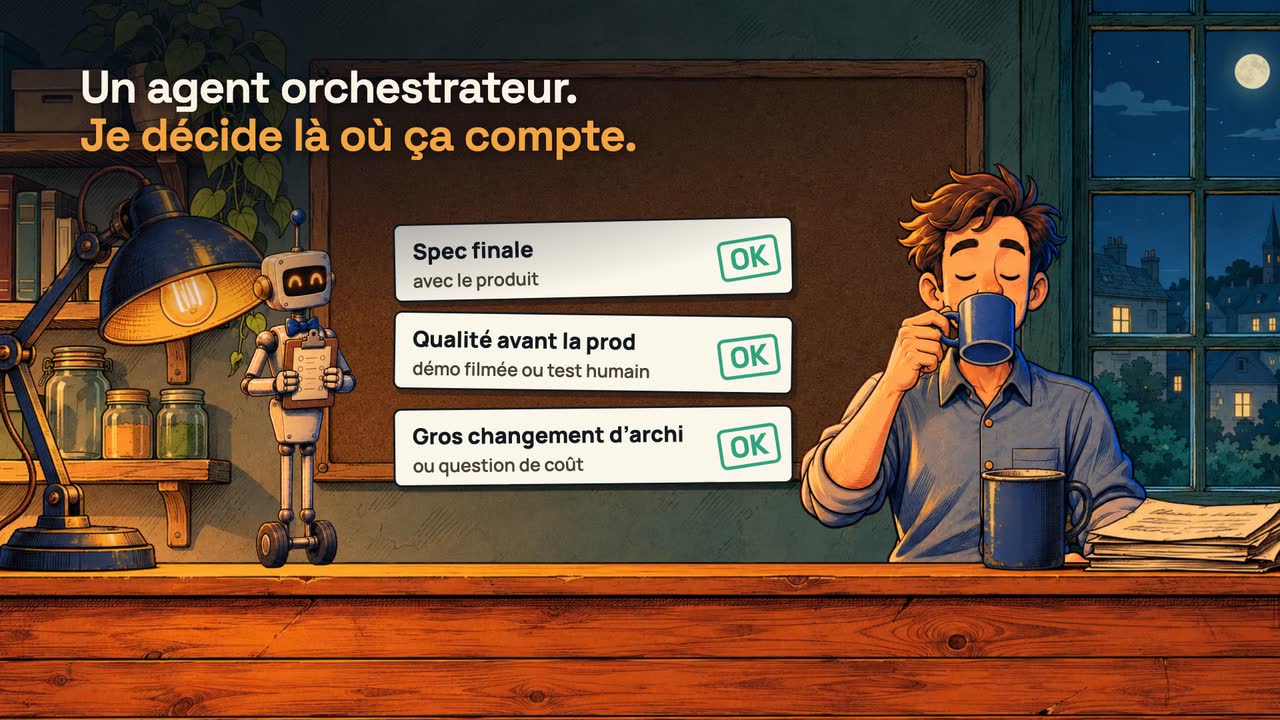 Un agent orchestrateur.
Je décide là où ça compte.
Spec finale
avec le produit
OK
Qualité avant la prod
démo filmée ou test humain
OK
Gros changement d'archi
ou question de coût
OK